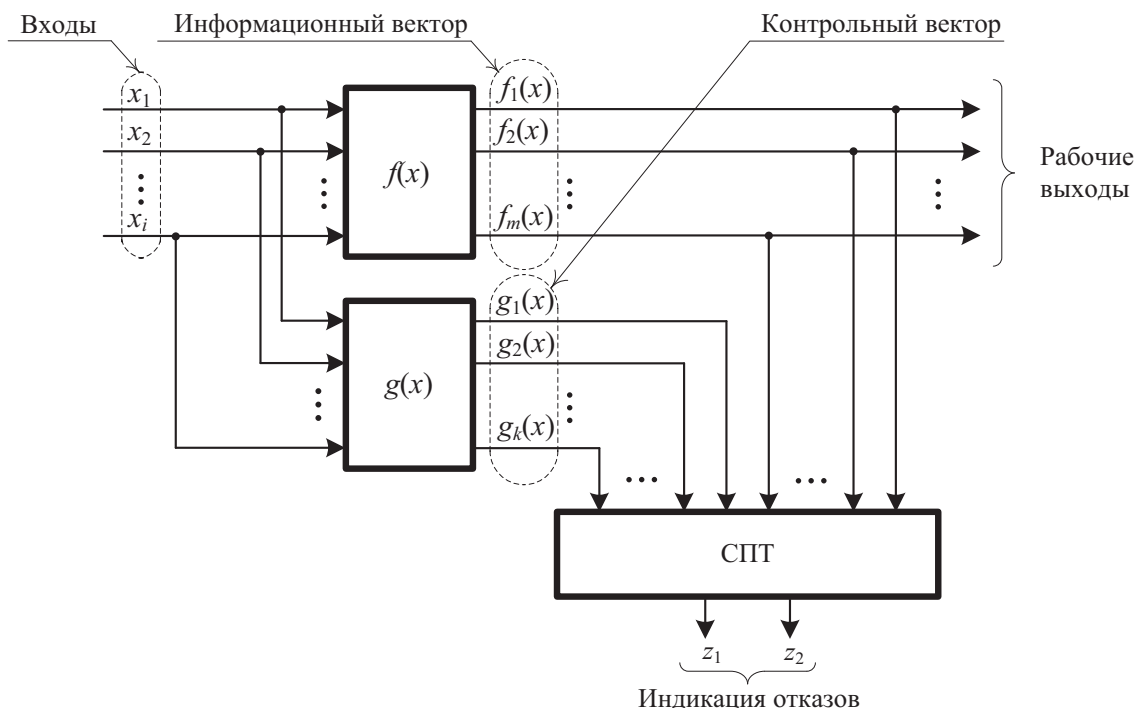 Входы
Информационный вектор
Контрольный вектор
x1
x2
xi
f(x)
f1(x)
f2(x)
fm(x)
Рабочие
выходы
g(x)
g1(x)
g2(x)
gk(x)
СПТ
z1 z2
Индикация отказов